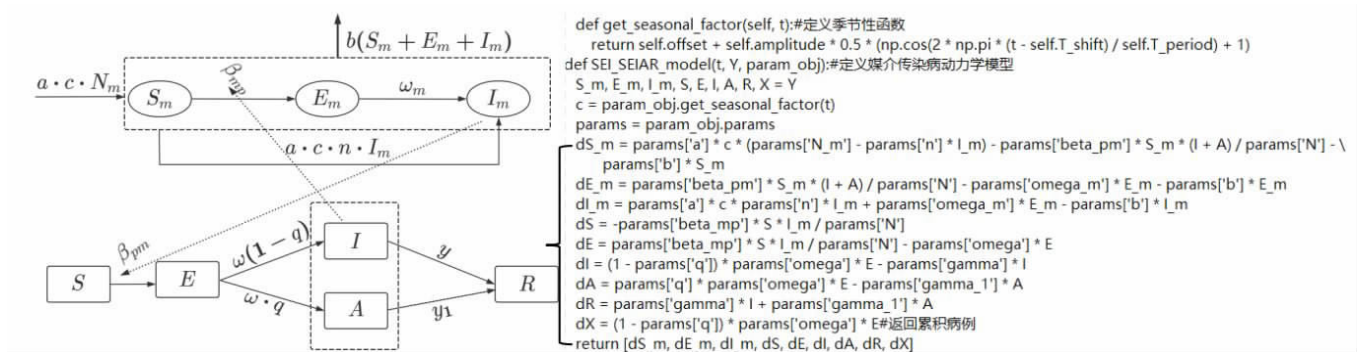 b(S_m + E_m + I_m)
a · c · N_m
S_m
β_mp
E_m
ω_m
I_m
a · c · n · I_m
S
β_pm
E
ω(1 − q)
ω · q
I
A
y
y_1
R
def get_seasonal_factor(self, t):#定义季节性函数
return self.offset + self.amplitude * 0.5 * (np.cos(2 * np.pi * (t - self.T_shift) / self.T_period) + 1)
def SEI_SEIAR_model(t, Y, param_obj):#定义媒介传染病动力学模型
S_m, E_m, I_m, S, E, I, A, R, X = Y
c = param_obj.get_seasonal_factor(t)
params = param_obj.params
dS_m = params['a'] * c * (params['N_m'] - params['n'] * I_m) - params['beta_pm'] * S_m * (I + A) / params['N'] - \
params['b'] * S_m
dE_m = params['beta_pm'] * S_m * (I + A) / params['N'] - params['omega_m'] * E_m - params['b'] * E_m
dI_m = params['a'] * c * params['n'] * I_m + params['omega_m'] * E_m - params['b'] * I_m
dS = -params['beta_mp'] * S * I_m / params['N']
dE = params['beta_mp'] * S * I_m / params['N'] - params['omega'] * E
dI = (1 - params['q']) * params['omega'] * E - params['gamma'] * I
dA = params['q'] * params['omega'] * E - params['gamma_1'] * A
dR = params['gamma'] * I + params['gamma_1'] * A
dX = (1 - params['q']) * params['omega'] * E#返回累积病例
return [dS_m, dE_m, dI_m, dS, dE, dI, dA, dR, dX]